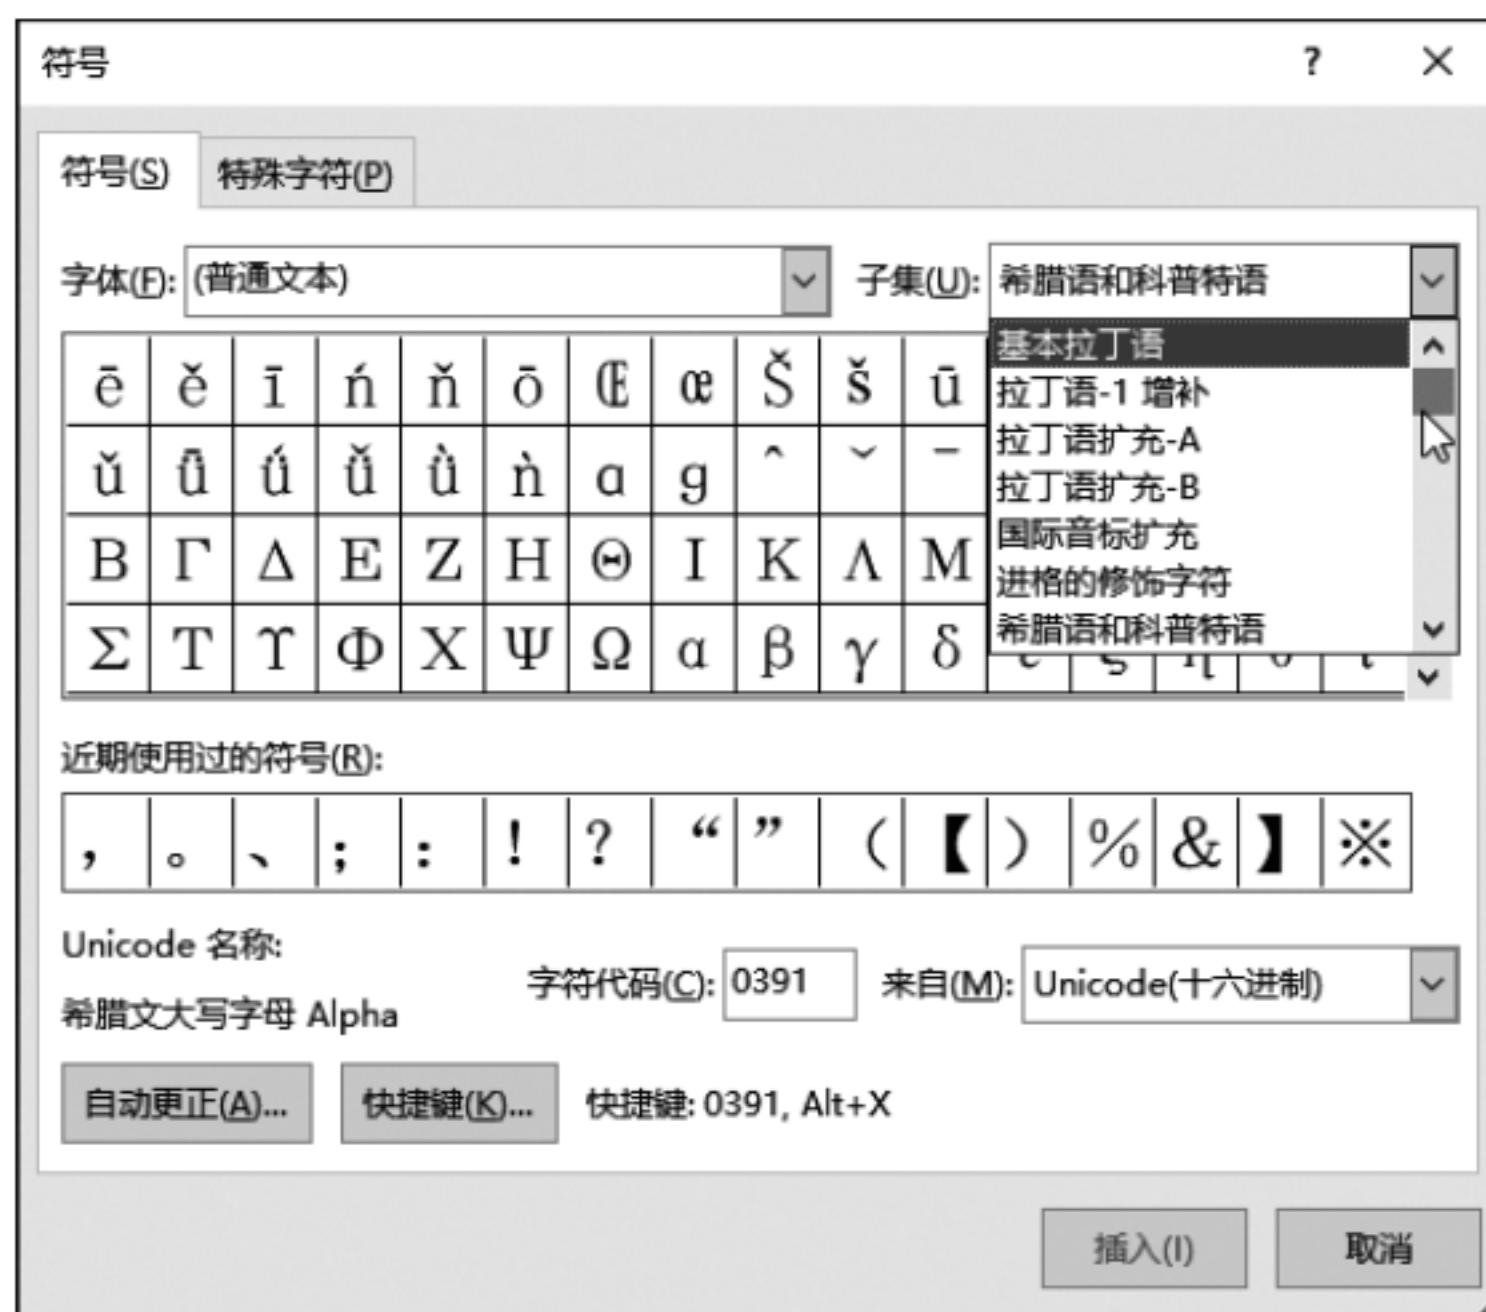 符号 ? ×
符号(S) 特殊字符(P)
字体(F): (普通文本) 子集(U): 希腊语和科普特语
基本拉丁语
拉丁语-1 增补
拉丁语扩充-A
拉丁语扩充-B
国际音标扩充
进格的修饰字符
希腊语和科普特语
ē ě ī ń ň ō Œ œ Š š ū
ǔ ǖ ǘ ǚ ǜ ǹ ɑ ɡ ˆ ˇ ˉ
Β Γ Δ Ε Ζ Η Θ Ι Κ Λ Μ
Σ Τ Υ Φ Χ Ψ Ω α β γ δ
近期使用过的符号(R):
, 。 、 ; : ! ? “ ” ( 【 ) % & 】 ※
Unicode 名称:
希腊文大写字母 Alpha
字符代码(C): 0391 来自(M): Unicode(十六进制)
自动更正(A)... 快捷键(K)... 快捷键: 0391, Alt+X
插入(I) 取消